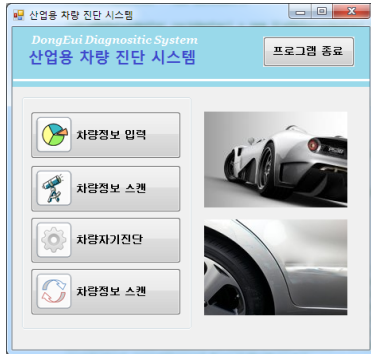 산업용 차량 진단 시스템
DongEui Diagnositic System
산업용 차량 진단 시스템
프로그램 종료
차량정보 입력
차량정보 스캔
차량자기진단
차량정보 스캔